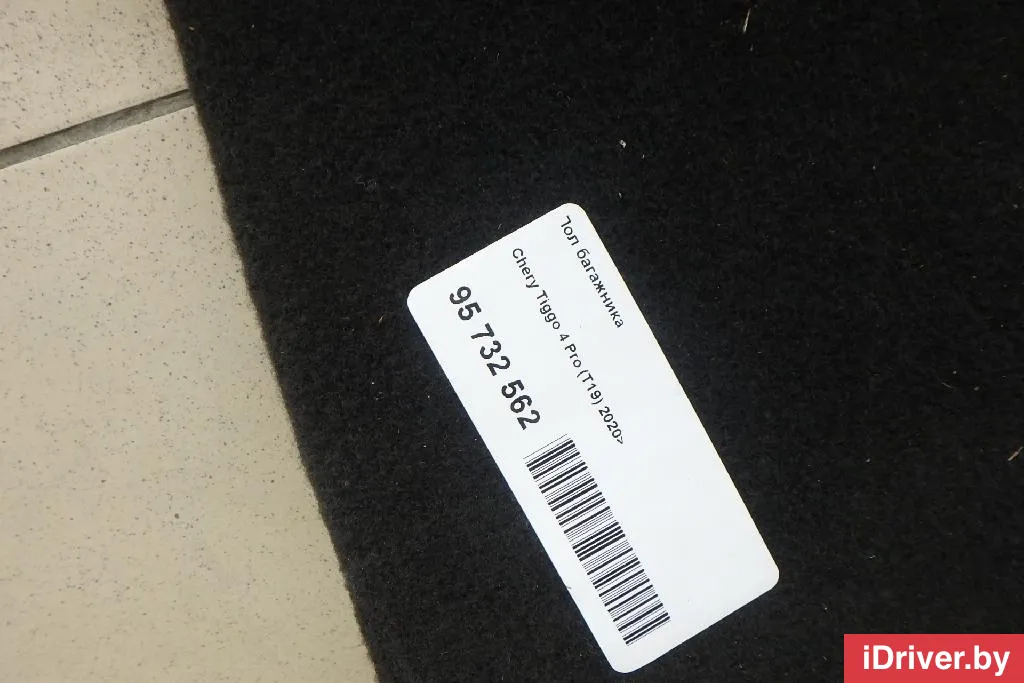 Пол багажника
Chery Tiggo 4 Pro (T19) 2020>
95 732 562
iDriver.by